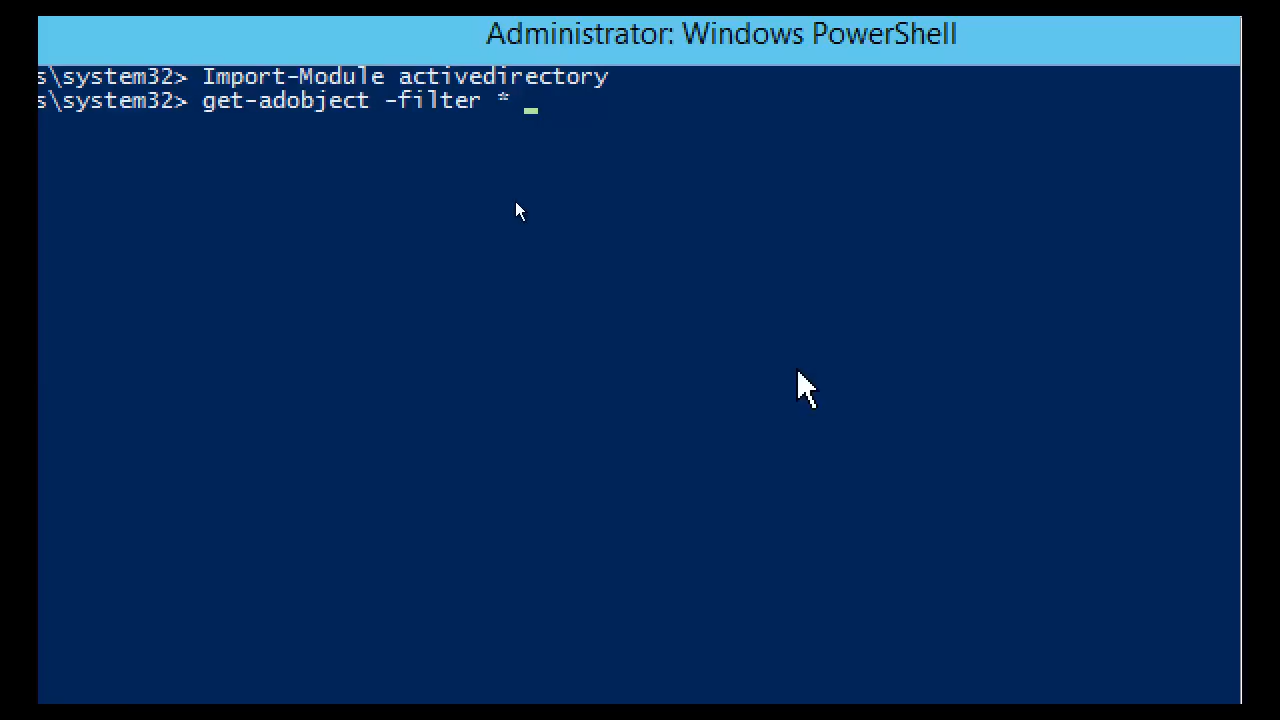 Administrator: Windows PowerShell
s\system32> Import-Module activedirectory
s\system32> get-adobject -filter *